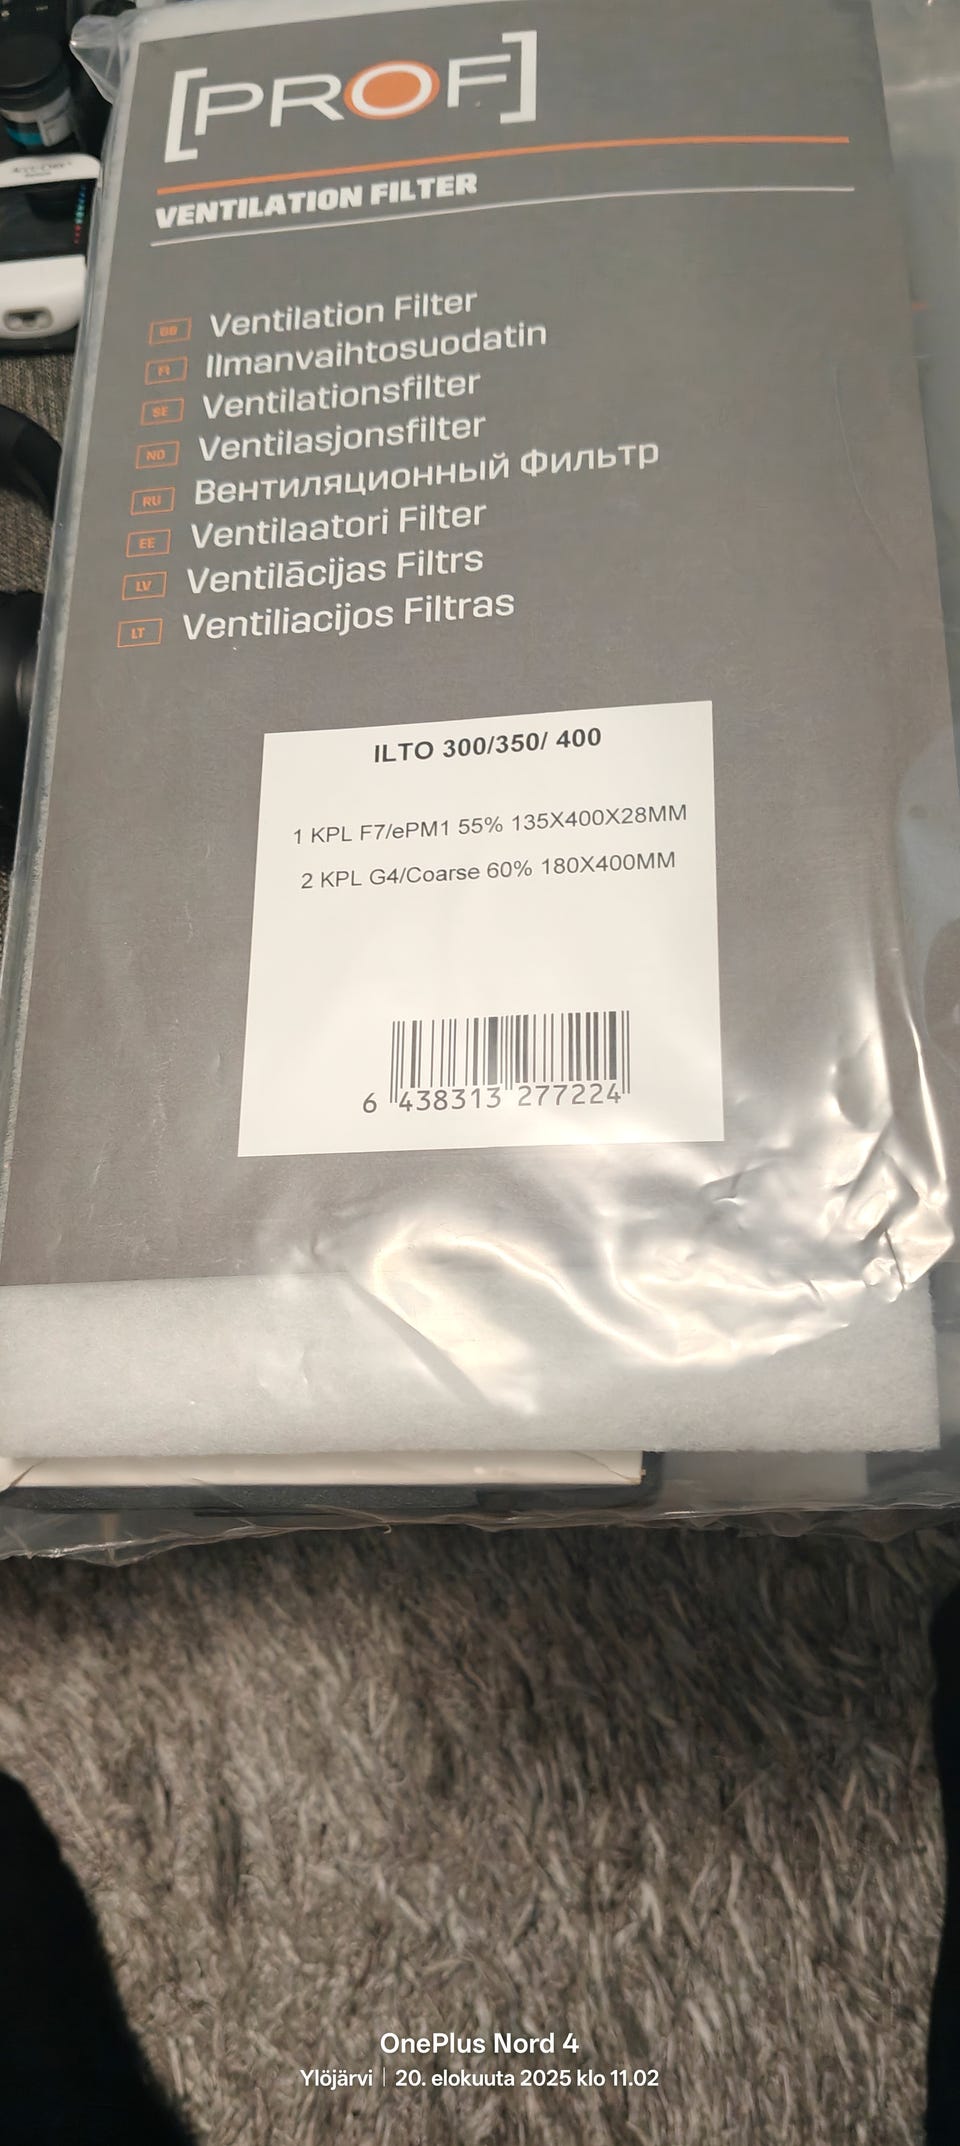 [PROF]
VENTILATION FILTER
GB Ventilation Filter
FI Ilmanvaihtosuodatin
SE Ventilationsfilter
NO Ventilasjonsfilter
RU Вентиляционный Фильтр
EE Ventilaatori Filter
LV Ventilācijas Filtrs
LT Ventiliacijos Filtras
ILTO 300/350/ 400
1 KPL F7/ePM1 55% 135X400X28MM
2 KPL G4/Coarse 60% 180X400MM
6 438313 277224
OnePlus Nord 4
Ylöjärvi | 20. elokuuta 2025 klo 11.02